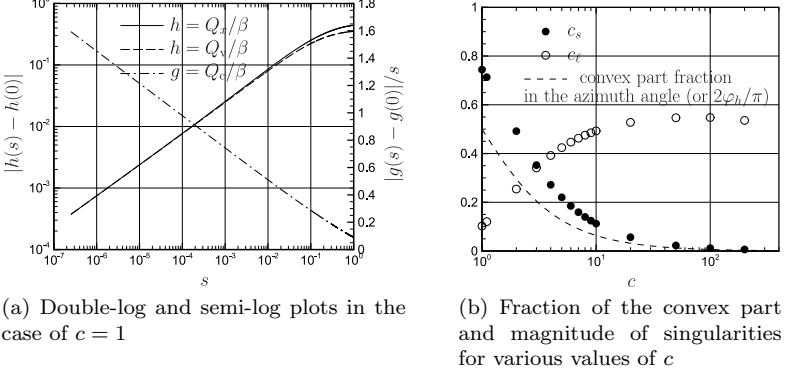 10⁰
10⁻¹
10⁻²
10⁻³
10⁻⁴
|h(s) − h(0)|
h = Qₓ/β
h = Qᵥ/β
g = Q꜀/β
1.8
1.6
1.4
1.2
1
0.8
0.6
0.4
0.2
0
|g(s) − g(0)|/s
10⁻⁷ 10⁻⁶ 10⁻⁵ 10⁻⁴ 10⁻³ 10⁻² 10⁻¹ 10⁰
s
(a) Double-log and semi-log plots in the
case of c = 1
1
0.8
0.6
0.4
0.2
0
cₛ
c_ℓ
convex part fraction
in the azimuth angle (or 2φₕ/π)
10⁰ 10¹ 10²
c
(b) Fraction of the convex part
and magnitude of singularities
for various values of c